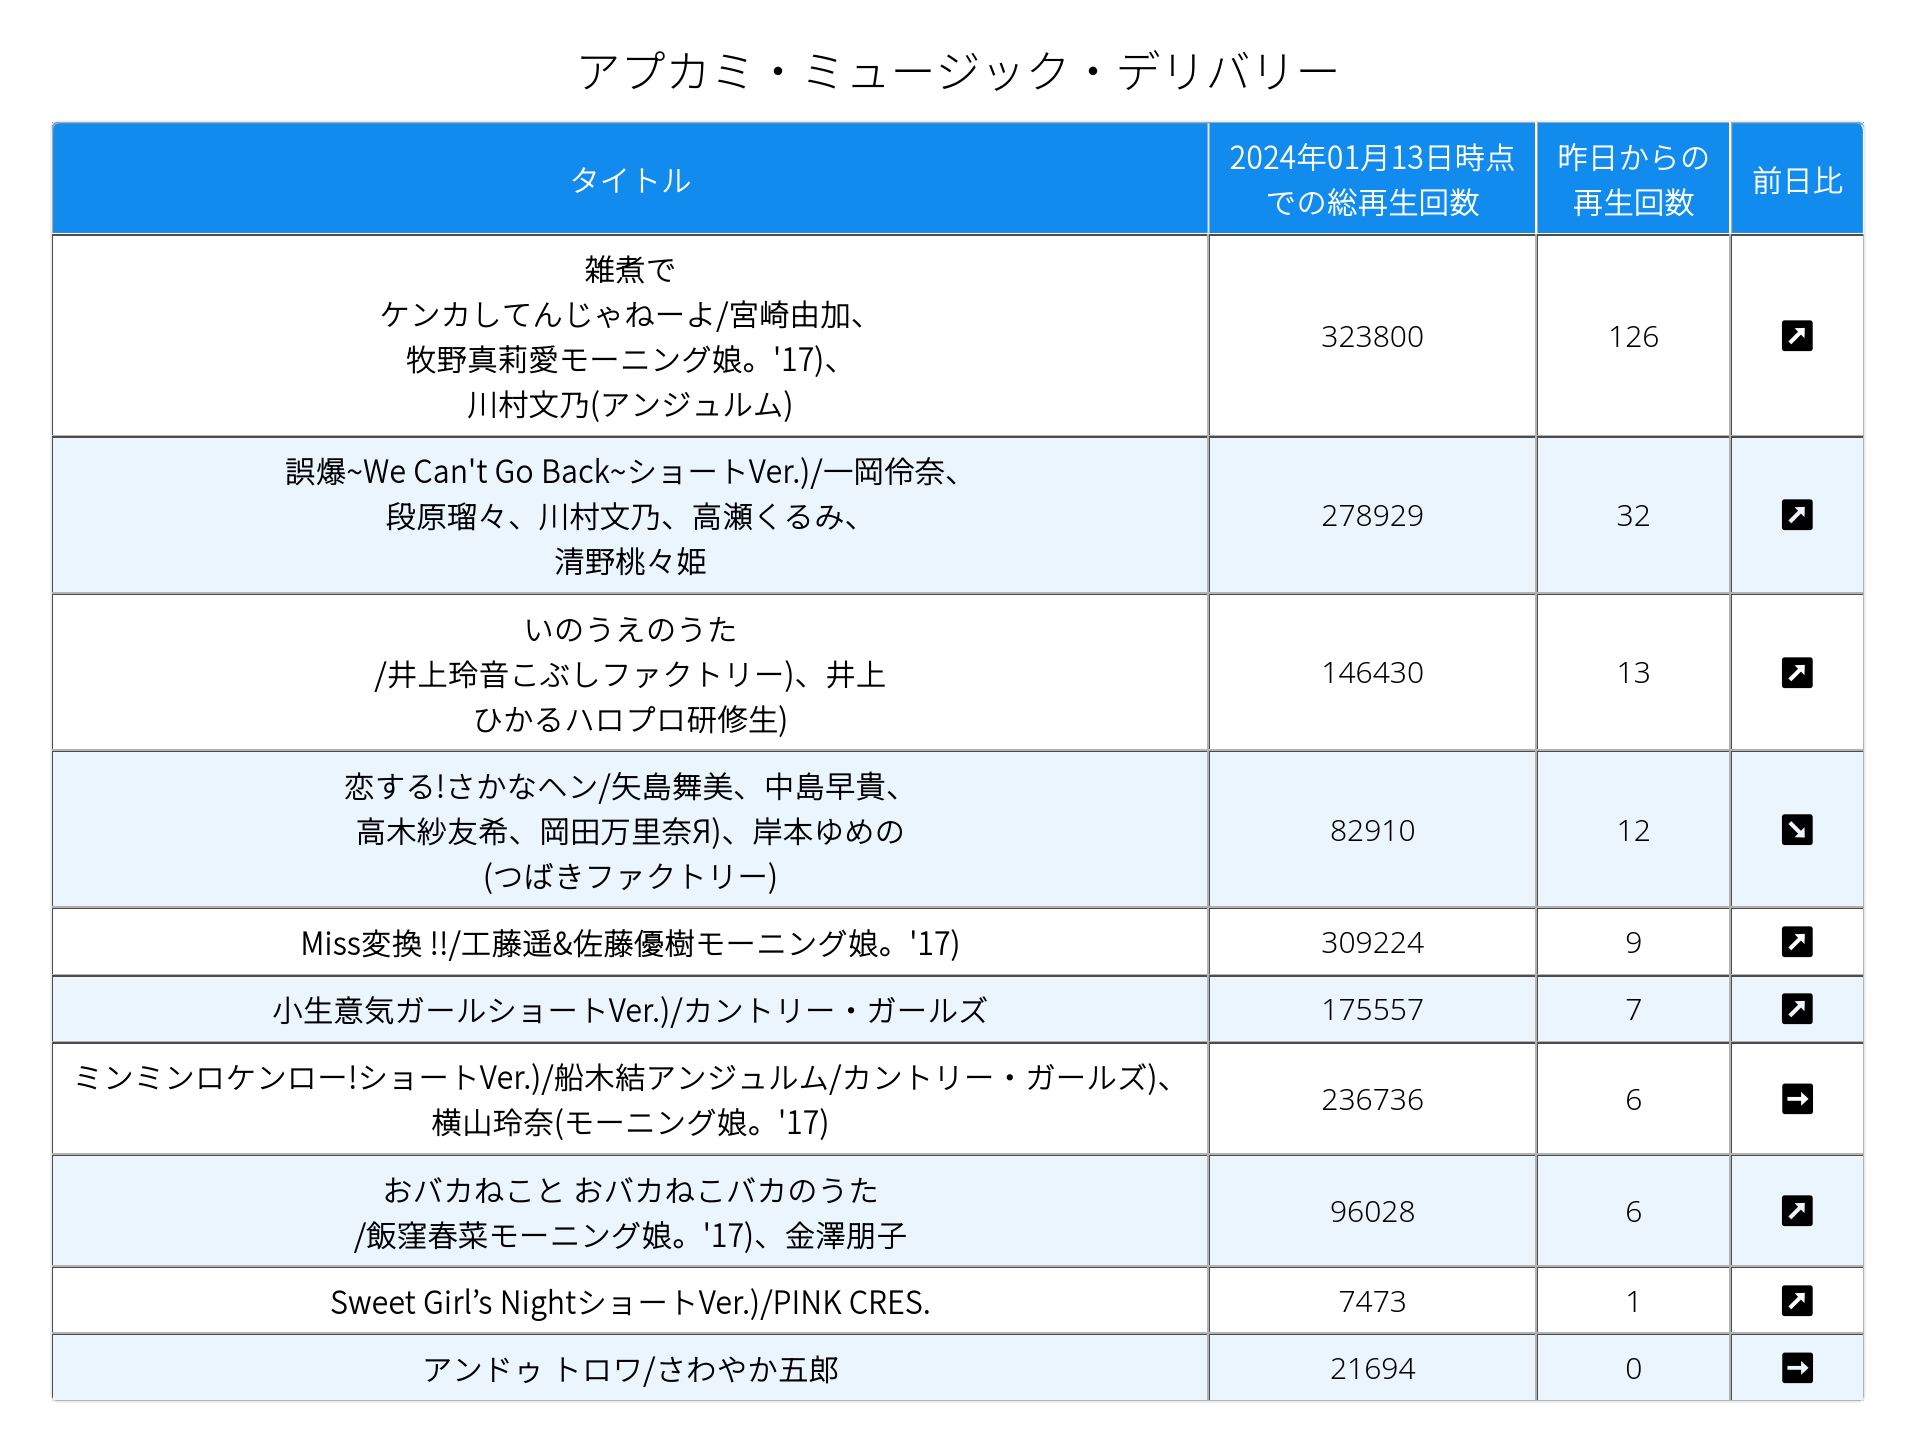 アプカミ・ミュージック・デリバリー
タイトル
2024年01月13日時点
での総再生回数
昨日からの
再生回数
前日比
雑煮で
ケンカしてんじゃねーよ/宮崎由加、
牧野真莉愛モーニング娘。'17)、
川村文乃(アンジュルム)
323800
126
誤爆~We Can't Go Back~ショートVer.)/一岡伶奈、
段原瑠々、川村文乃、高瀬くるみ、
清野桃々姫
278929
32
いのうえのうた
/井上玲音こぶしファクトリー)、井上
ひかるハロプロ研修生)
146430
13
恋する!さかなヘン/矢島舞美、中島早貴、
高木紗友希、岡田万里奈Я)、岸本ゆめの
(つばきファクトリー)
82910
12
Miss変換 !!/工藤遥&佐藤優樹モーニング娘。'17)
309224
9
小生意気ガールショートVer.)/カントリー・ガールズ
175557
7
ミンミンロケンロー!ショートVer.)/船木結アンジュルム/カントリー・ガールズ)、
横山玲奈(モーニング娘。'17)
236736
6
おバカねこと おバカねこバカのうた
/飯窪春菜モーニング娘。'17)、金澤朋子
96028
6
Sweet Girl’s NightショートVer.)/PINK CRES.
7473
1
アンドゥ トロワ/さわやか五郎
21694
0